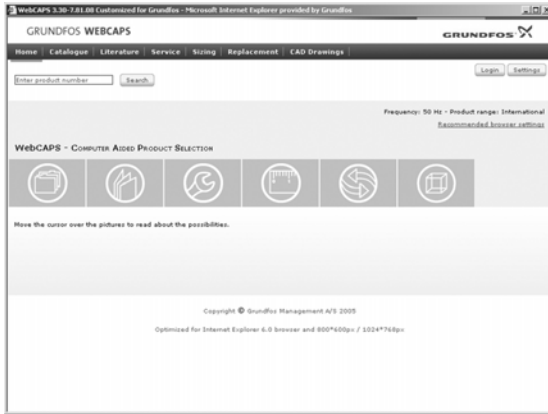 WebCAPS 3.30-7.01.08 Customized for Grundfos - Microsoft Internet Explorer provided by Grundfos
GRUNDFOS WEBCAPS
GRUNDFOS
Home | Catalogue | Literature | Service | Sizing | Replacement | CAD Drawings
Login Settings
Enter product number Search
Frequency: 50 Hz - Product range: International
Recommended browser settings
WebCAPS - Computer Aided Product Selection
Move the cursor over the pictures to read about the possibilities.
Copyright © Grundfos Management A/S 2005
Optimized for Internet Explorer 6.0 browser and 800*600px / 1024*768px